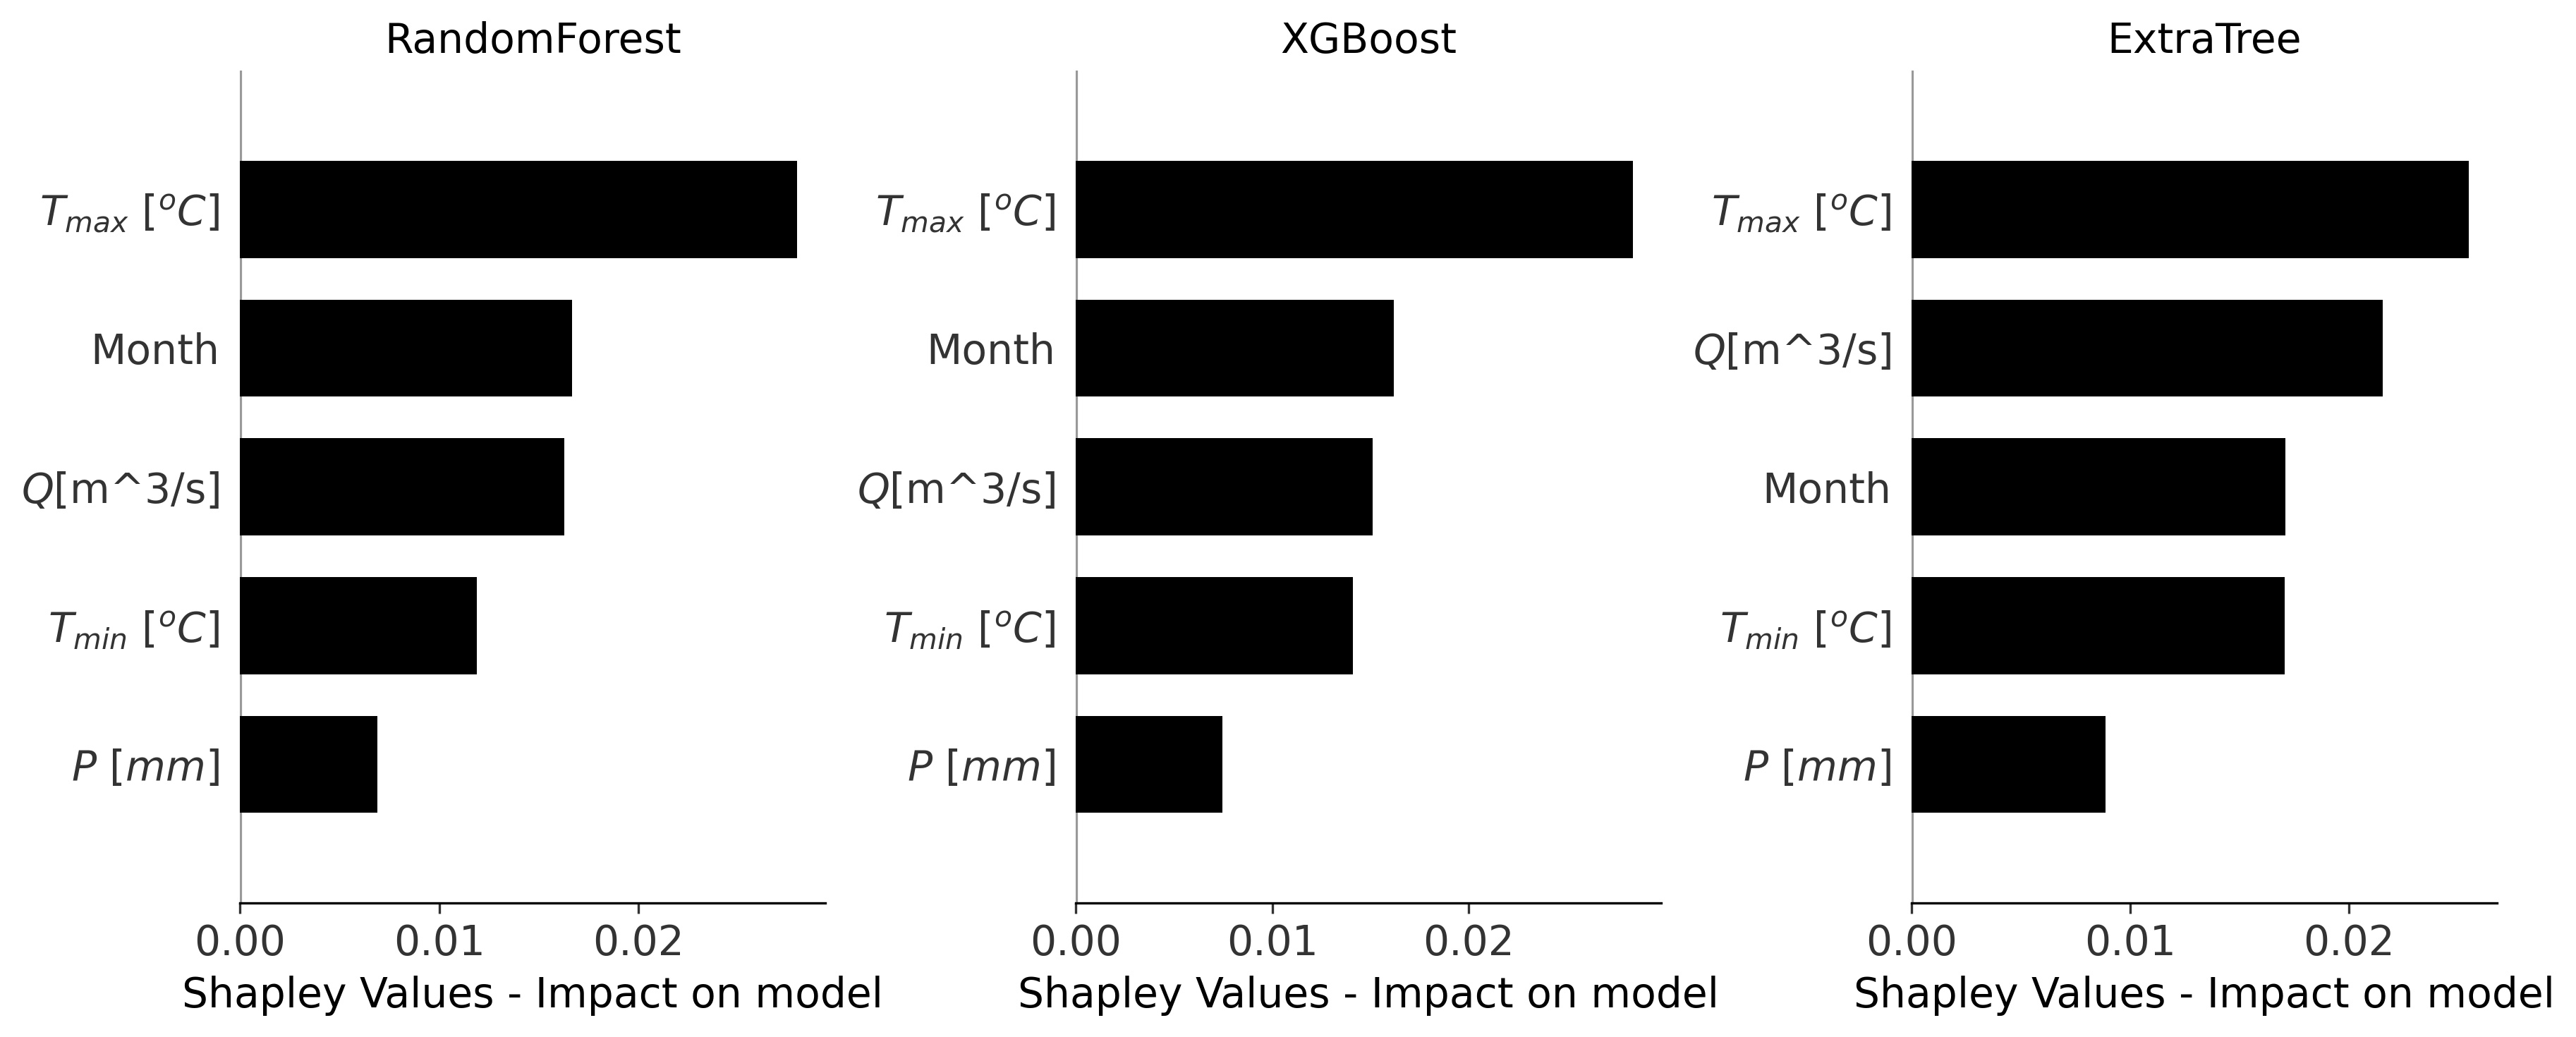 RandomForest
T_max [°C]
Month
Q[m^3/s]
T_min [°C]
P [mm]
0.00 0.01 0.02
Shapley Values - Impact on model
XGBoost
T_max [°C]
Month
Q[m^3/s]
T_min [°C]
P [mm]
0.00 0.01 0.02
Shapley Values - Impact on model
ExtraTree
T_max [°C]
Q[m^3/s]
Month
T_min [°C]
P [mm]
0.00 0.01 0.02
Shapley Values - Impact on model